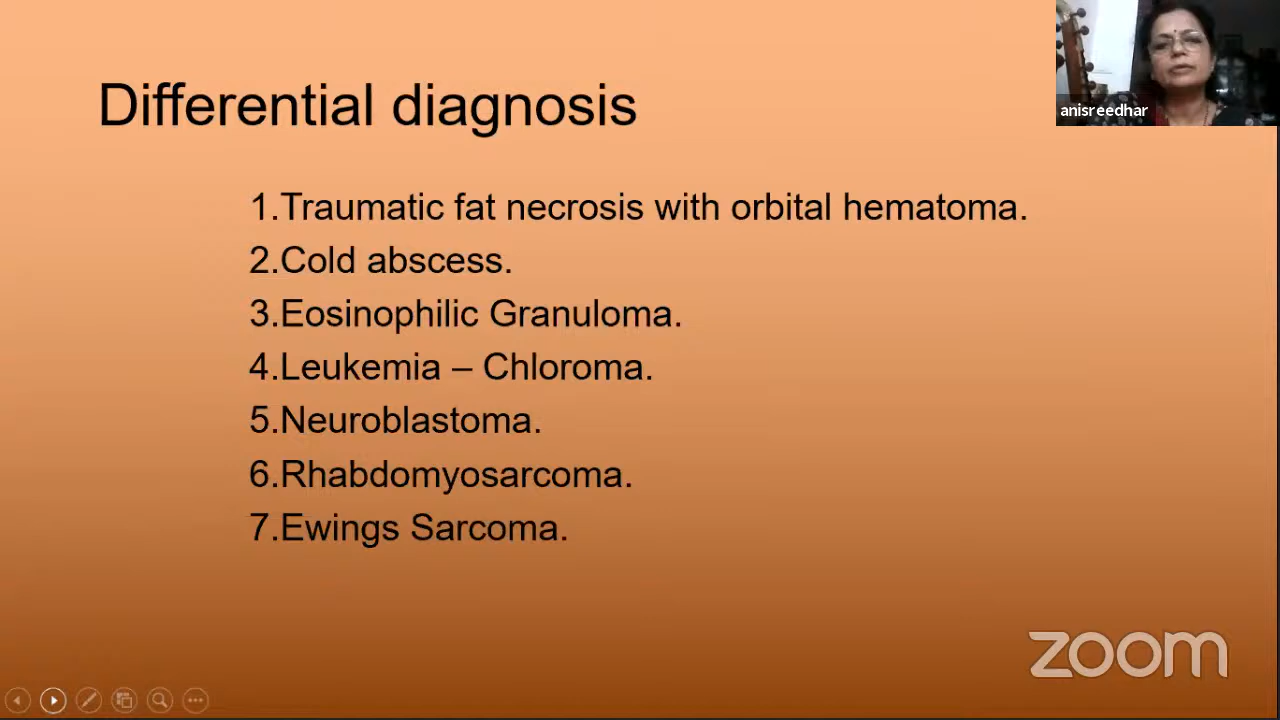 Differential diagnosis
anisreedhar
1.Traumatic fat necrosis with orbital hematoma.
2.Cold abscess.
3.Eosinophilic Granuloma.
4.Leukemia – Chloroma.
5.Neuroblastoma.
6.Rhabdomyosarcoma.
7.Ewings Sarcoma.
zoom